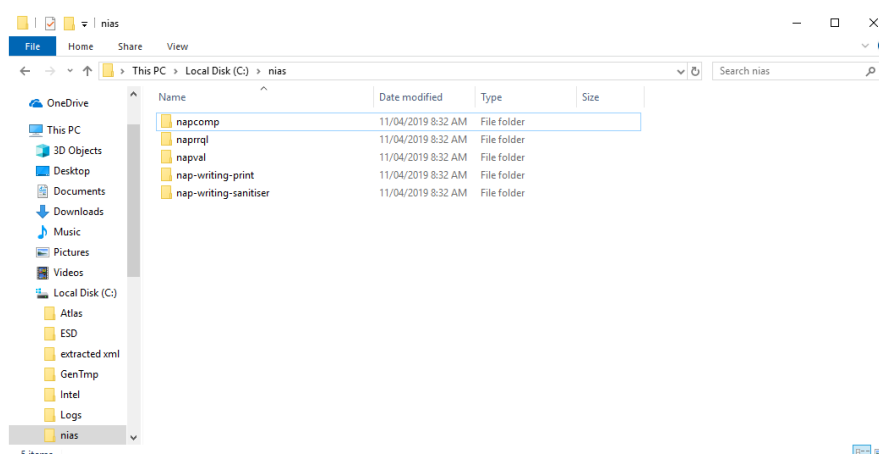 nias
File Home Share View
This PC > Local Disk (C:) > nias
Search nias
Name Date modified Type Size
OneDrive
This PC
3D Objects
Desktop
Documents
Downloads
Music
Pictures
Videos
Local Disk (C:)
Atlas
ESD
extracted xml
GenTmp
Intel
Logs
nias
napcomp 11/04/2019 8:32 AM File folder
naprrql 11/04/2019 8:32 AM File folder
napval 11/04/2019 8:32 AM File folder
nap-writing-print 11/04/2019 8:32 AM File folder
nap-writing-sanitiser 11/04/2019 8:32 AM File folder
5 items